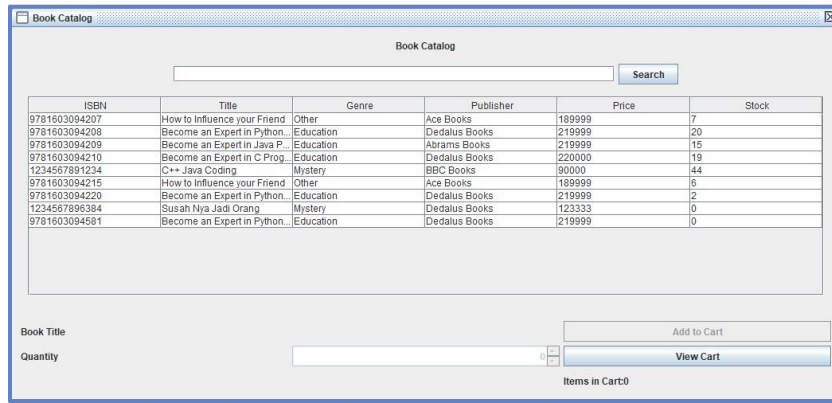 Book Catalog
Book Catalog
Search
ISBN Title Genre Publisher Price Stock
9781603094207 How to Influence your Friend Other Ace Books 189999 7
9781603094208 Become an Expert in Python... Education Dedalus Books 219999 20
9781603094209 Become an Expert in Java P... Education Abrams Books 219999 15
9781603094210 Become an Expert in C Prog... Education Dedalus Books 220000 19
1234567891234 C++ Java Coding Mystery BBC Books 90000 44
9781603094215 How to Influence your Friend Other Ace Books 189999 6
9781603094220 Become an Expert in Python... Education Dedalus Books 219999 2
1234567896384 Susah Nya Jadi Orang Mystery Dedalus Books 123333 0
9781603094581 Become an Expert in Python... Education Dedalus Books 219999 0
Book Title Add to Cart
Quantity 0 View Cart
Items in Cart:0